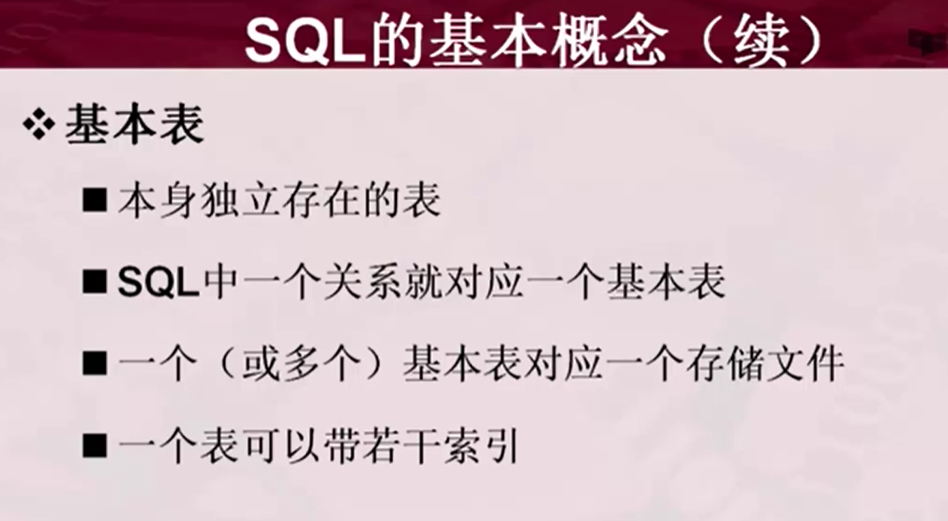 SQL的基本概念（续）
基本表
本身独立存在的表
SQL中一个关系就对应一个基本表
一个（或多个）基本表对应一个存储文件
一个表可以带若干索引